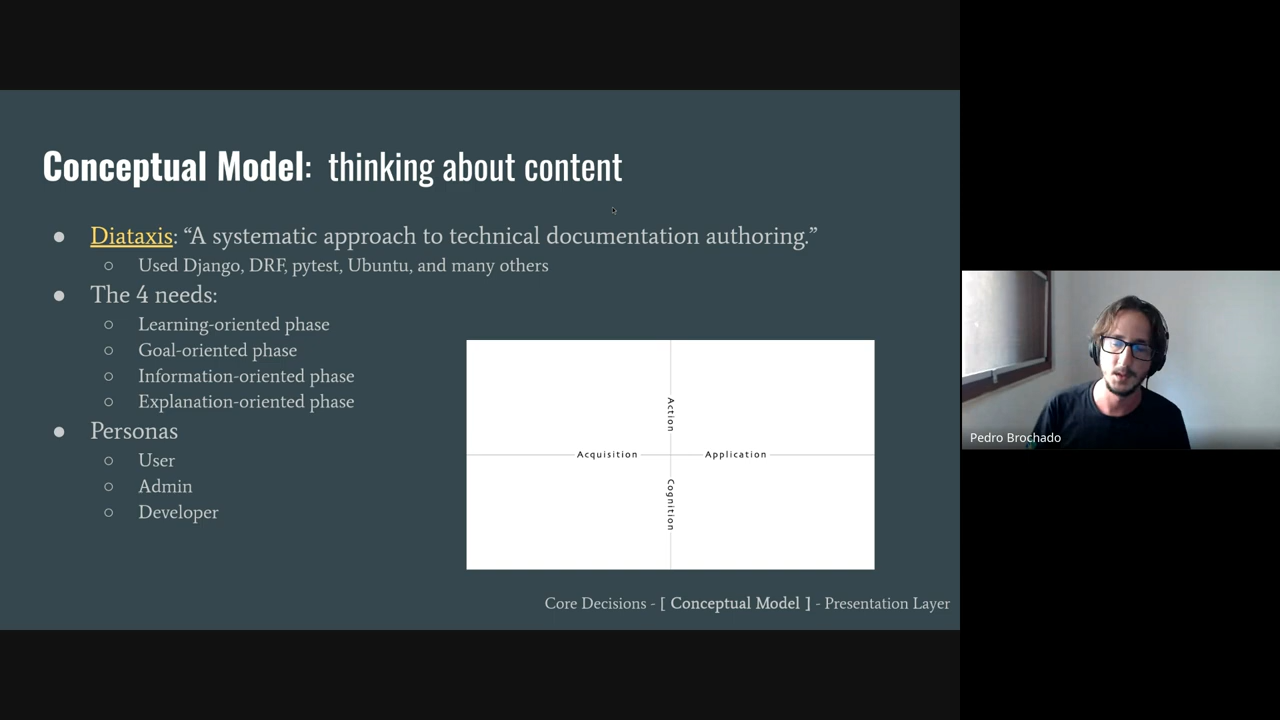 Conceptual Model: thinking about content
● Diataxis: “A systematic approach to technical documentation authoring.”
○ Used Django, DRF, pytest, Ubuntu, and many others
● The 4 needs:
○ Learning-oriented phase
○ Goal-oriented phase
○ Information-oriented phase
○ Explanation-oriented phase
● Personas
○ User
○ Admin
○ Developer
Action
Acquisition
Application
Cognition
Core Decisions - [ Conceptual Model ] - Presentation Layer
Pedro Brochado